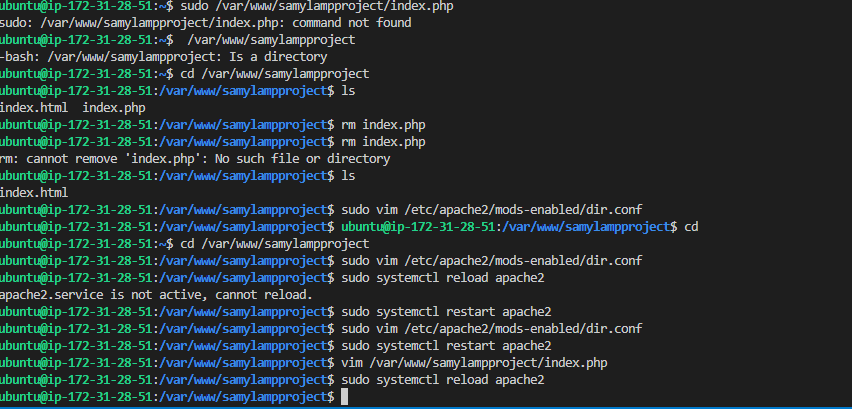 ubuntu@ip-172-31-28-51:~$ sudo /var/www/samylampproject/index.php
sudo: /var/www/samylampproject/index.php: command not found
ubuntu@ip-172-31-28-51:~$  /var/www/samylampproject
-bash: /var/www/samylampproject: Is a directory
ubuntu@ip-172-31-28-51:~$ cd /var/www/samylampproject
ubuntu@ip-172-31-28-51:/var/www/samylampproject$ ls
index.html  index.php
ubuntu@ip-172-31-28-51:/var/www/samylampproject$ rm index.php
ubuntu@ip-172-31-28-51:/var/www/samylampproject$ rm index.php
rm: cannot remove 'index.php': No such file or directory
ubuntu@ip-172-31-28-51:/var/www/samylampproject$ ls
index.html
ubuntu@ip-172-31-28-51:/var/www/samylampproject$ sudo vim /etc/apache2/mods-enabled/dir.conf
ubuntu@ip-172-31-28-51:/var/www/samylampproject$ ubuntu@ip-172-31-28-51:/var/www/samylampproject$ cd
ubuntu@ip-172-31-28-51:~$ cd /var/www/samylampproject
ubuntu@ip-172-31-28-51:/var/www/samylampproject$ sudo vim /etc/apache2/mods-enabled/dir.conf
ubuntu@ip-172-31-28-51:/var/www/samylampproject$ sudo systemctl reload apache2
apache2.service is not active, cannot reload.
ubuntu@ip-172-31-28-51:/var/www/samylampproject$ sudo systemctl restart apache2
ubuntu@ip-172-31-28-51:/var/www/samylampproject$ sudo vim /etc/apache2/mods-enabled/dir.conf
ubuntu@ip-172-31-28-51:/var/www/samylampproject$ sudo systemctl restart apache2
ubuntu@ip-172-31-28-51:/var/www/samylampproject$ vim /var/www/samylampproject/index.php
ubuntu@ip-172-31-28-51:/var/www/samylampproject$ sudo systemctl reload apache2
ubuntu@ip-172-31-28-51:/var/www/samylampproject$